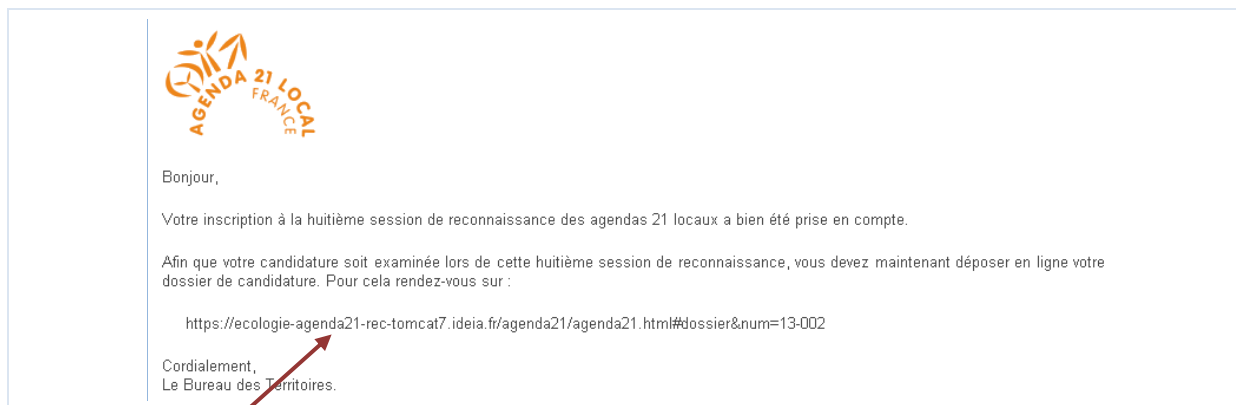 AGENDA 21 LOCAL
FRANCE
Bonjour,
Votre inscription à la huitième session de reconnaissance des agendas 21 locaux a bien été prise en compte.
Afin que votre candidature soit examinée lors de cette huitième session de reconnaissance, vous devez maintenant déposer en ligne votre
dossier de candidature. Pour cela rendez-vous sur :
https://ecologie-agenda21-rec-tomcat7.ideia.fr/agenda21/agenda21.html#dossier&num=13-002
Cordialement,
Le Bureau des Territoires.